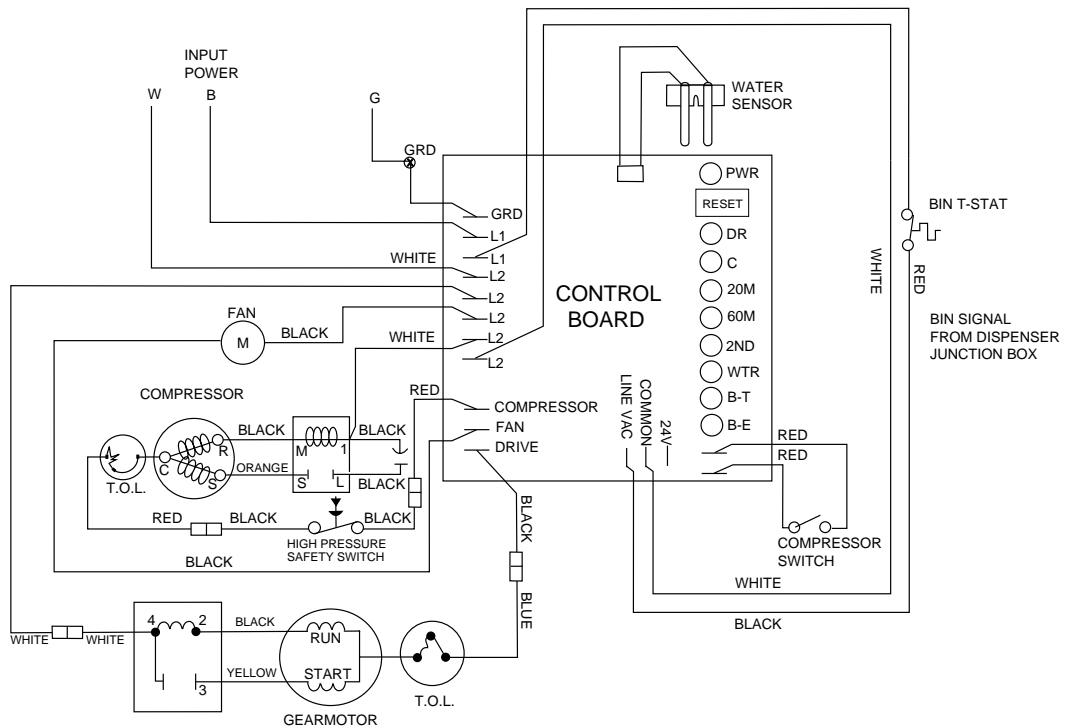 INPUT
POWER
W
B
G
GRD
WATER
SENSOR
PWR
RESET
BIN T-STAT
GRD
L1
DR
WHITE
L1
L2
C
WHITE
RED
CONTROL
BOARD
20M
L2
FAN
M
BLACK
L2
60M
BIN SIGNAL
FROM DISPENSER
JUNCTION BOX
WHITE
L2
2ND
L2
WTR
COMPRESSOR
RED
COMPRESSOR
LINE VAC
COMMON
24V
B-T
FAN
B-E
DRIVE
BLACK
M
1
BLACK
RED
RED
R
C
S
ORANGE
S
L
BLACK
T.O.L.
RED
BLACK
BLACK
HIGH PRESSURE
SAFETY SWITCH
BLACK
COMPRESSOR
SWITCH
BLACK
WHITE
BLUE
BLACK
4
2
BLACK
RUN
WHITE
WHITE
YELLOW
START
3
T.O.L.
GEARMOTOR